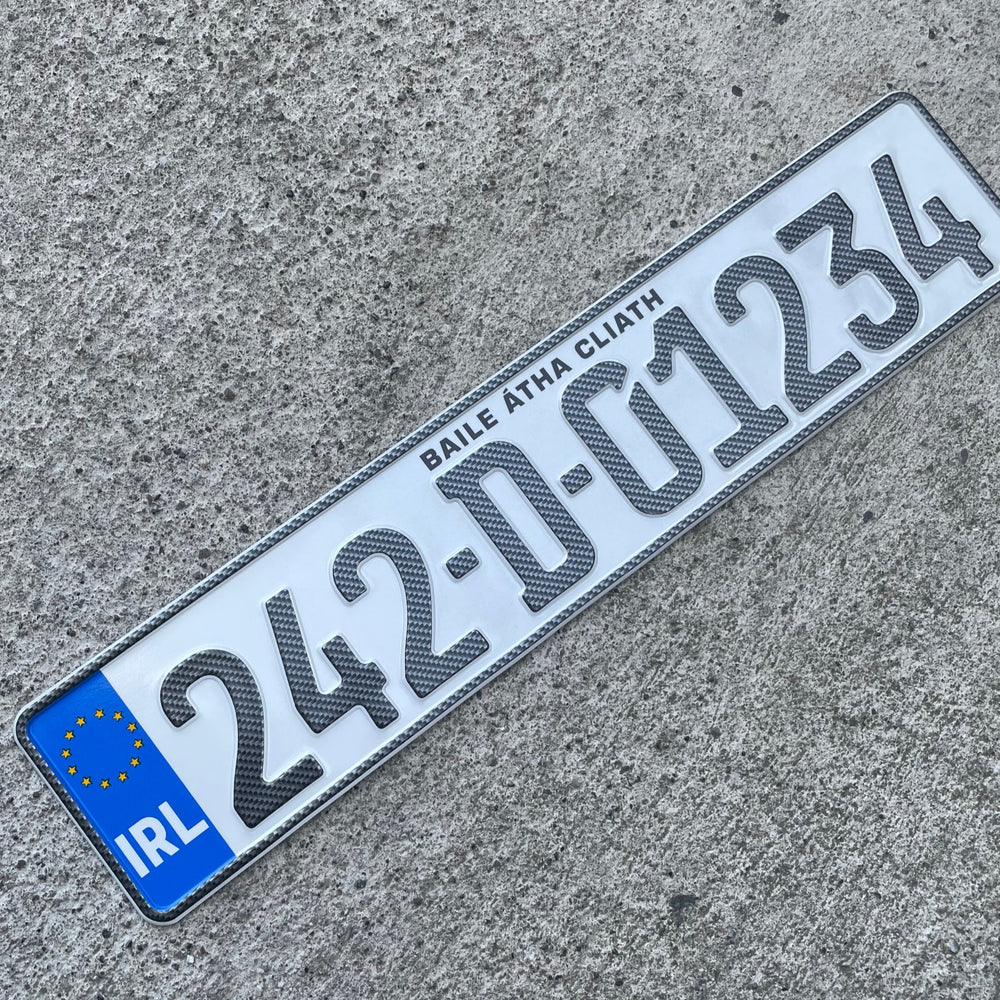 BAILE ÁTHA CLIATH
242-D-01234
IRL